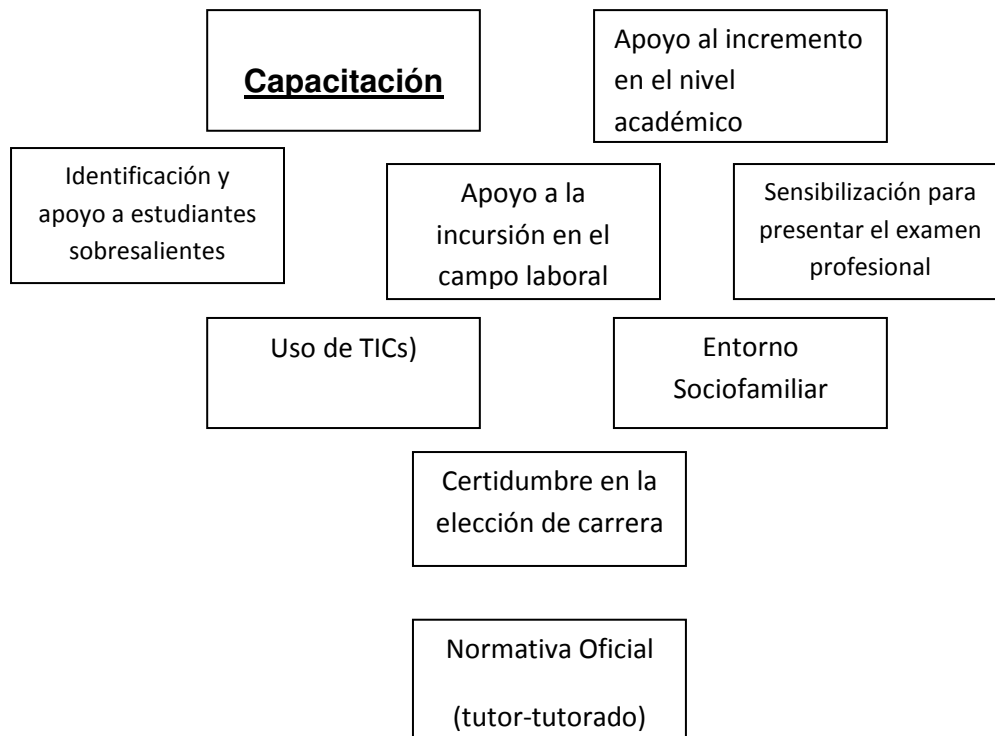 Capacitación
Apoyo al incremento
en el nivel
académico
Identificación y
apoyo a estudiantes
sobresalientes
Apoyo a la
incursión en el
campo laboral
Sensibilización para
presentar el examen
profesional
Uso de TICs)
Entorno
Sociofamiliar
Certidumbre en la
elección de carrera
Normativa Oficial
(tutor-tutorado)